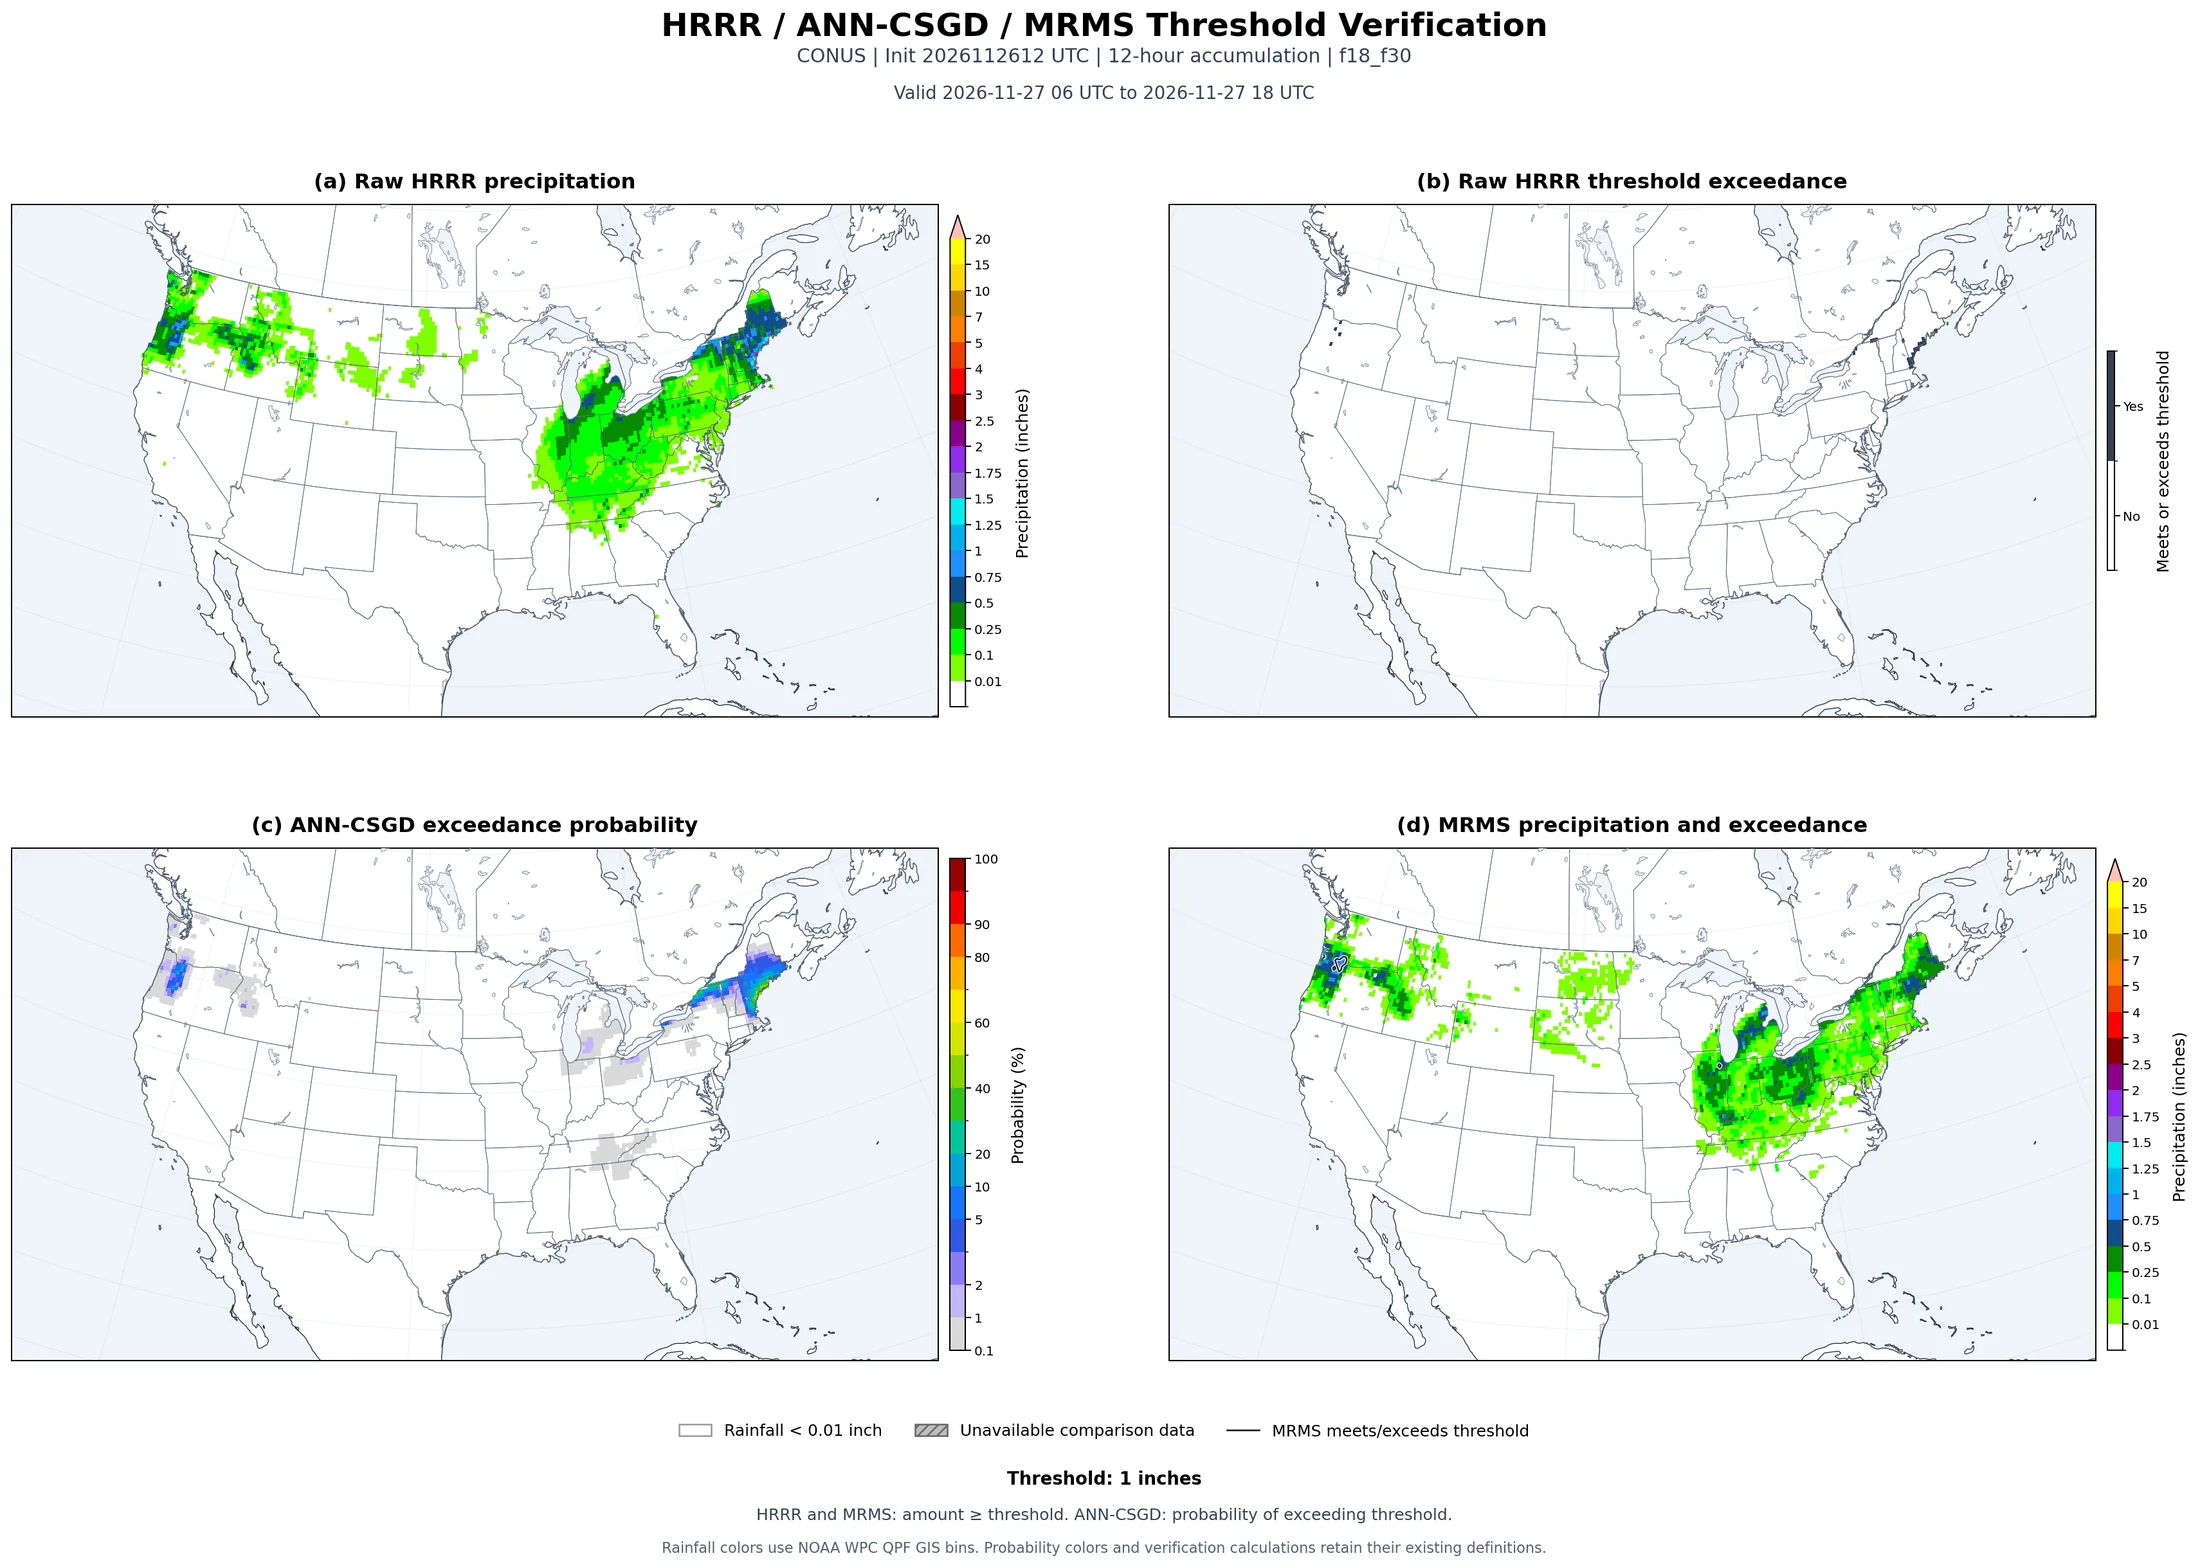 HRRR / ANN-CSGD / MRMS Threshold Verification
CONUS | Init 2026112612 UTC | 12-hour accumulation | f18_f30
Valid 2026-11-27 06 UTC to 2026-11-27 18 UTC
(a) Raw HRRR precipitation
20
15
10
7
5
4
3
2.5
2
1.75
1.5
1.25
1
0.75
0.5
0.25
0.1
0.01
Precipitation (inches)
(b) Raw HRRR threshold exceedance
Yes
No
Meets or exceeds threshold
(c) ANN-CSGD exceedance probability
100
90
80
60
40
20
10
5
2
1
0.1
Probability (%)
(d) MRMS precipitation and exceedance
20
15
10
7
5
4
3
2.5
2
1.75
1.5
1.25
1
0.75
0.5
0.25
0.1
0.01
Precipitation (inches)
Rainfall < 0.01 inch
Unavailable comparison data
MRMS meets/exceeds threshold
Threshold: 1 inches
HRRR and MRMS: amount ≥ threshold. ANN-CSGD: probability of exceeding threshold.
Rainfall colors use NOAA WPC QPF GIS bins. Probability colors and verification calculations retain their existing definitions.